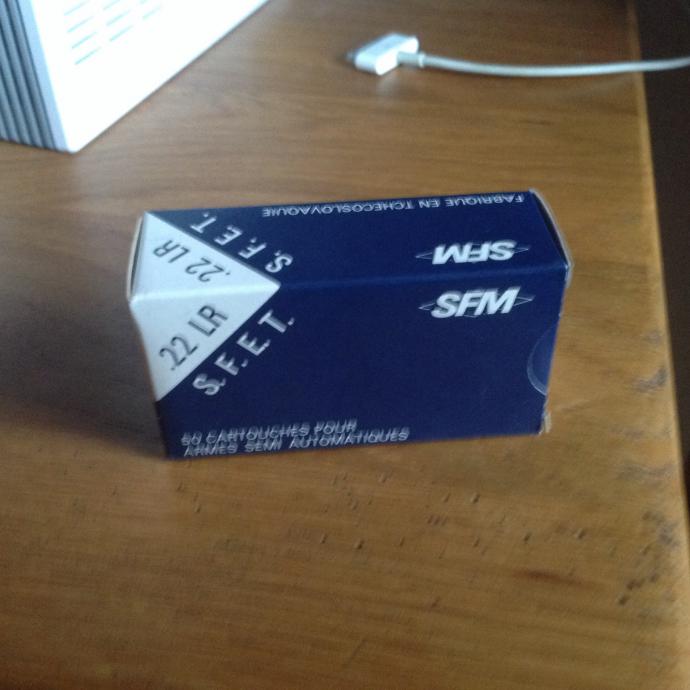 FABRIQUE EN TCHECOSLOVAQUIE
.22 LR
S.F.E.T.
SFM
SFM
.22 LR
S.F.E.T.
50 CARTOUCHES POUR
ARMES SEMI AUTOMATIQUES